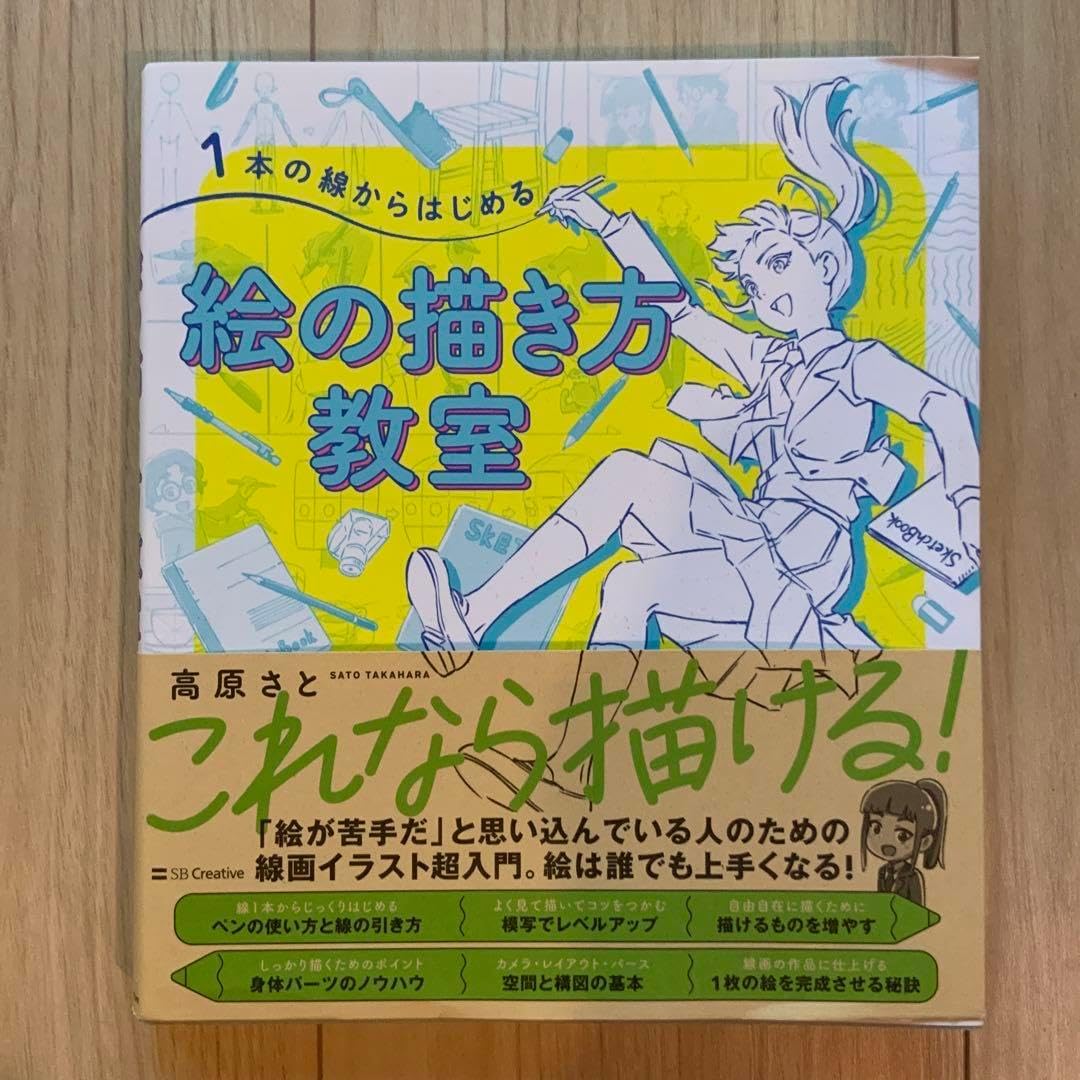 1本の線からはじめる
絵の描き方
教室
SKET
SketchBook
高原さと SATO TAKAHARA
これなら描ける!
「絵が苦手だ」と思い込んでいる人のための
線画イラスト超入門。絵は誰でも上手くなる!
SB Creative
線1本からじっくりはじめる
ペンの使い方と線の引き方
よく見て描いてコツをつかむ
模写でレベルアップ
自由自在に描くために
描けるものを増やす
しっかり描くためのポイント
身体パーツのノウハウ
カメラ・レイアウト・パース
空間と構図の基本
線画の作品に仕上げる
1枚の絵を完成させる秘訣